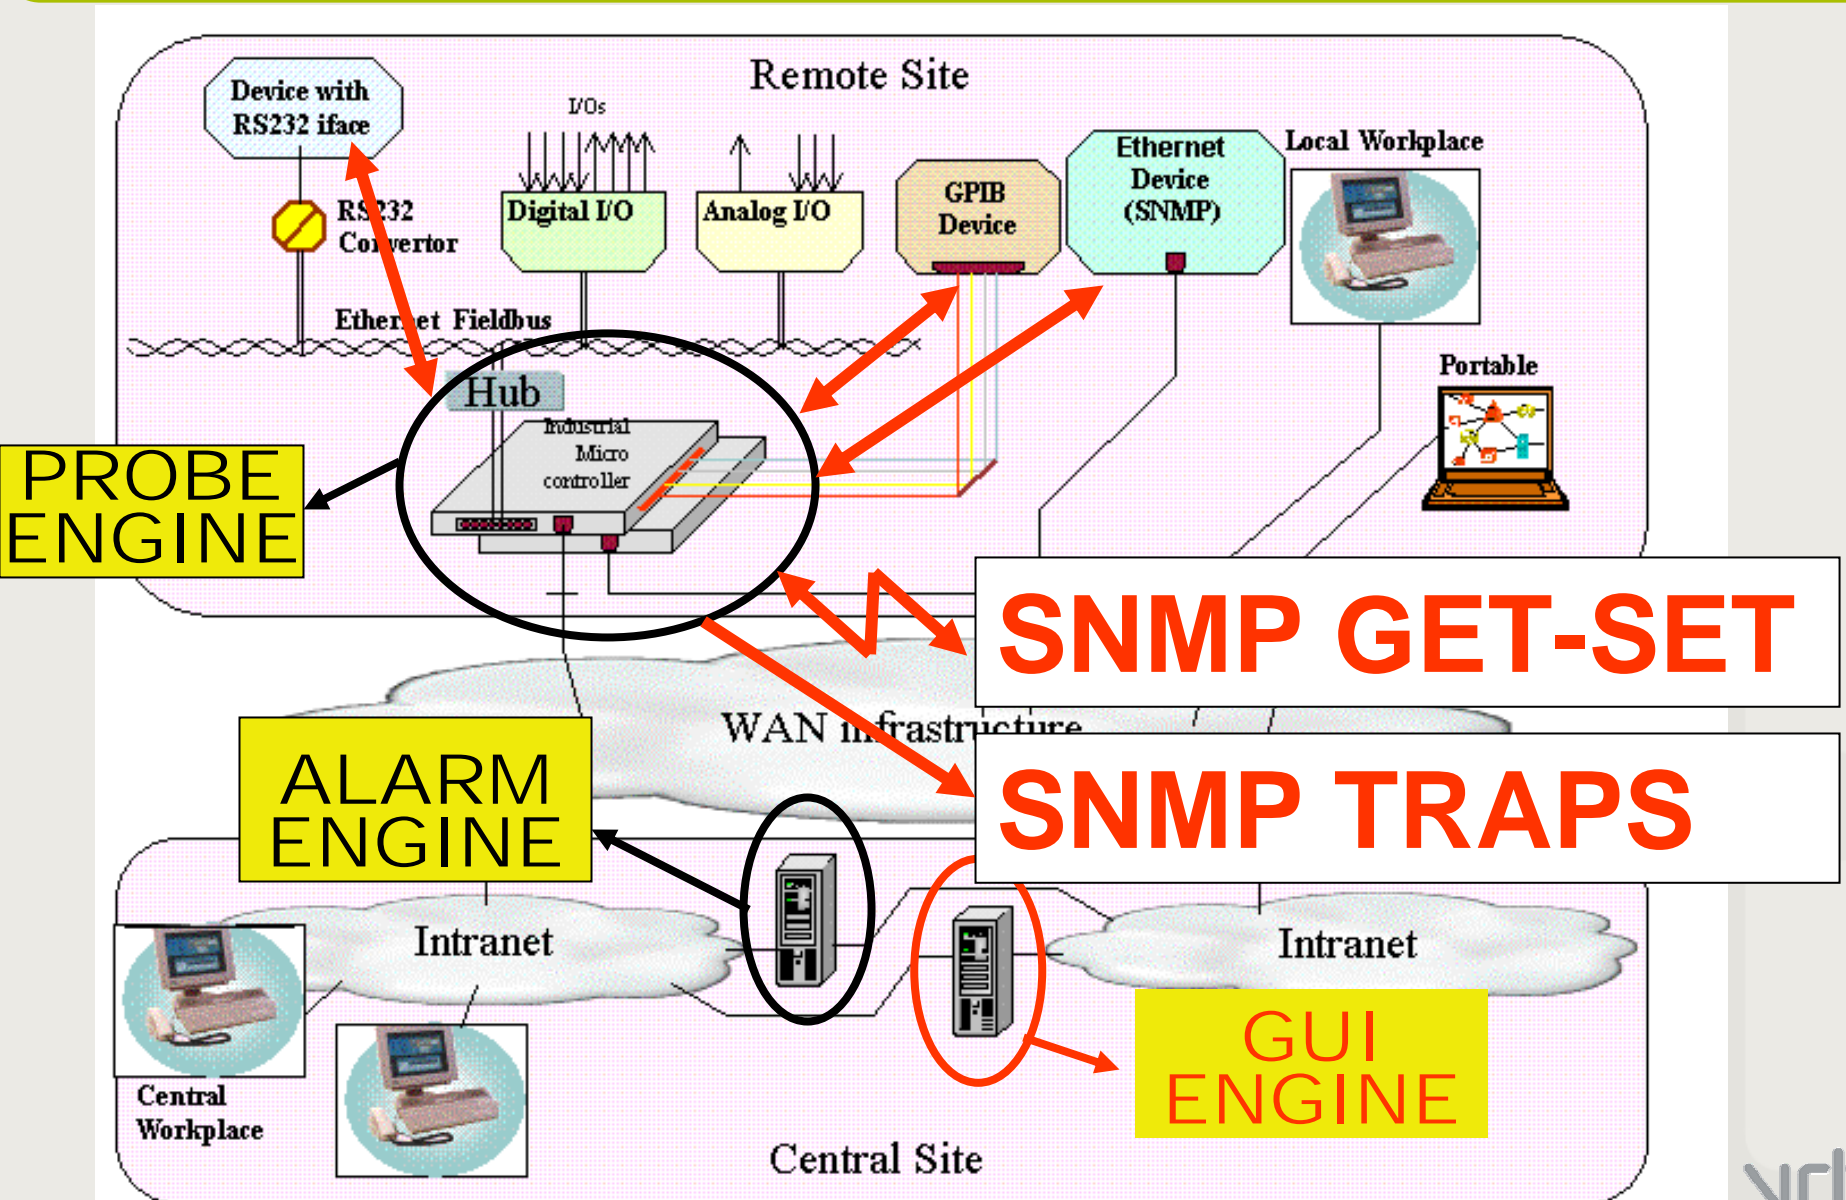 Remote Site
Device with
RS232 iface
I/Os
RS232
Convertor
Digital I/O
Analog I/O
GPIB
Device
Ethernet
Device
(SNMP)
Local Workplace
Ethernet Fieldbus
Hub
Industrial
Micro
controller
Portable
PROBE
ENGINE
SNMP GET-SET
WAN infrastructure
SNMP TRAPS
ALARM
ENGINE
Intranet
Intranet
GUI
ENGINE
Central
Workplace
Central Site